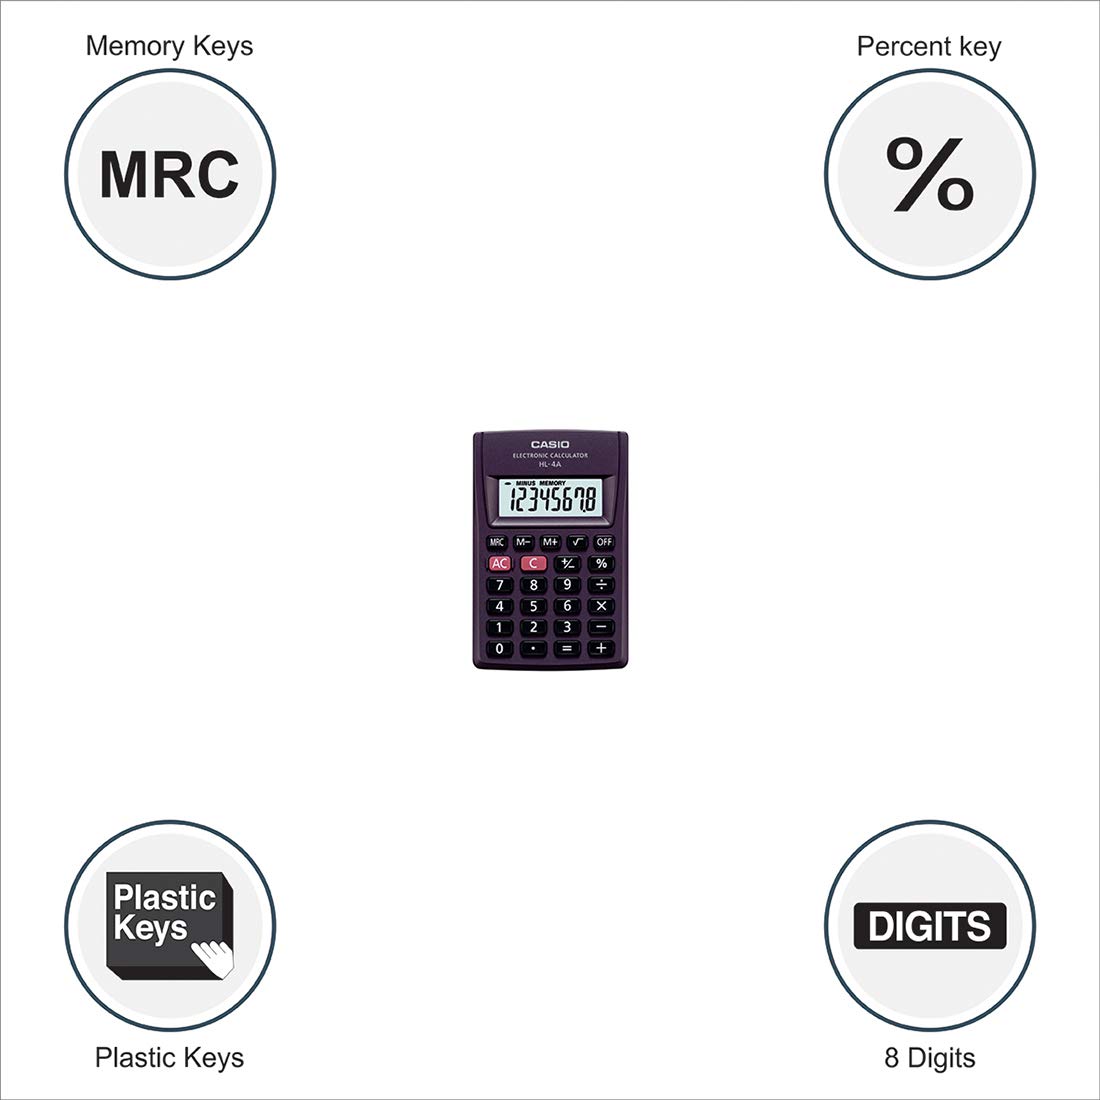 Memory Keys
Percent key
MRC
%
CASIO
ELECTRONIC CALCULATOR
HL-4A
MINUS MEMORY
-12345678.
MRC M− M+ √ OFF
AC C +/− %
7 8 9 ÷
4 5 6 ×
1 2 3 −
0 · = +
Plastic
Keys
DIGITS
Plastic Keys
8 Digits